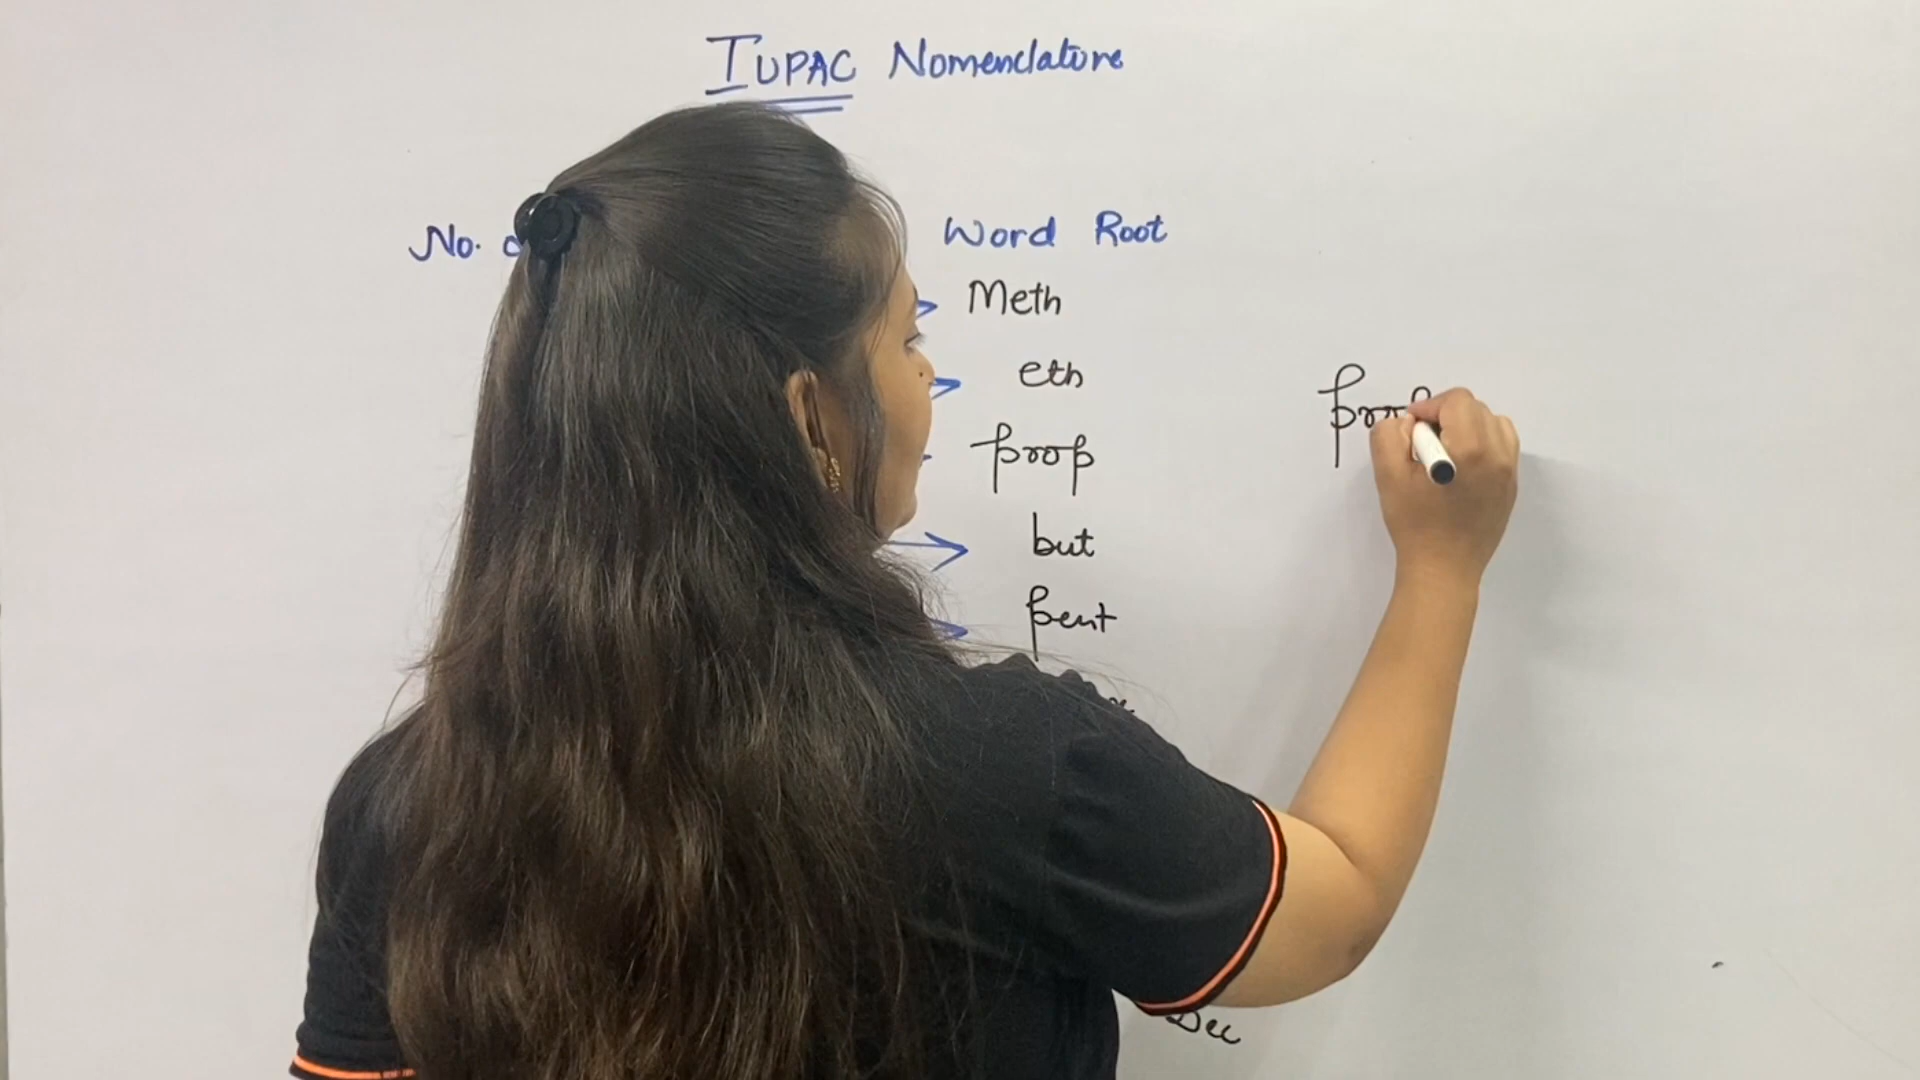 IUPAC Nomenclature
No. Word Root
Meth
eth
prop
prop
but
Pent
Dec